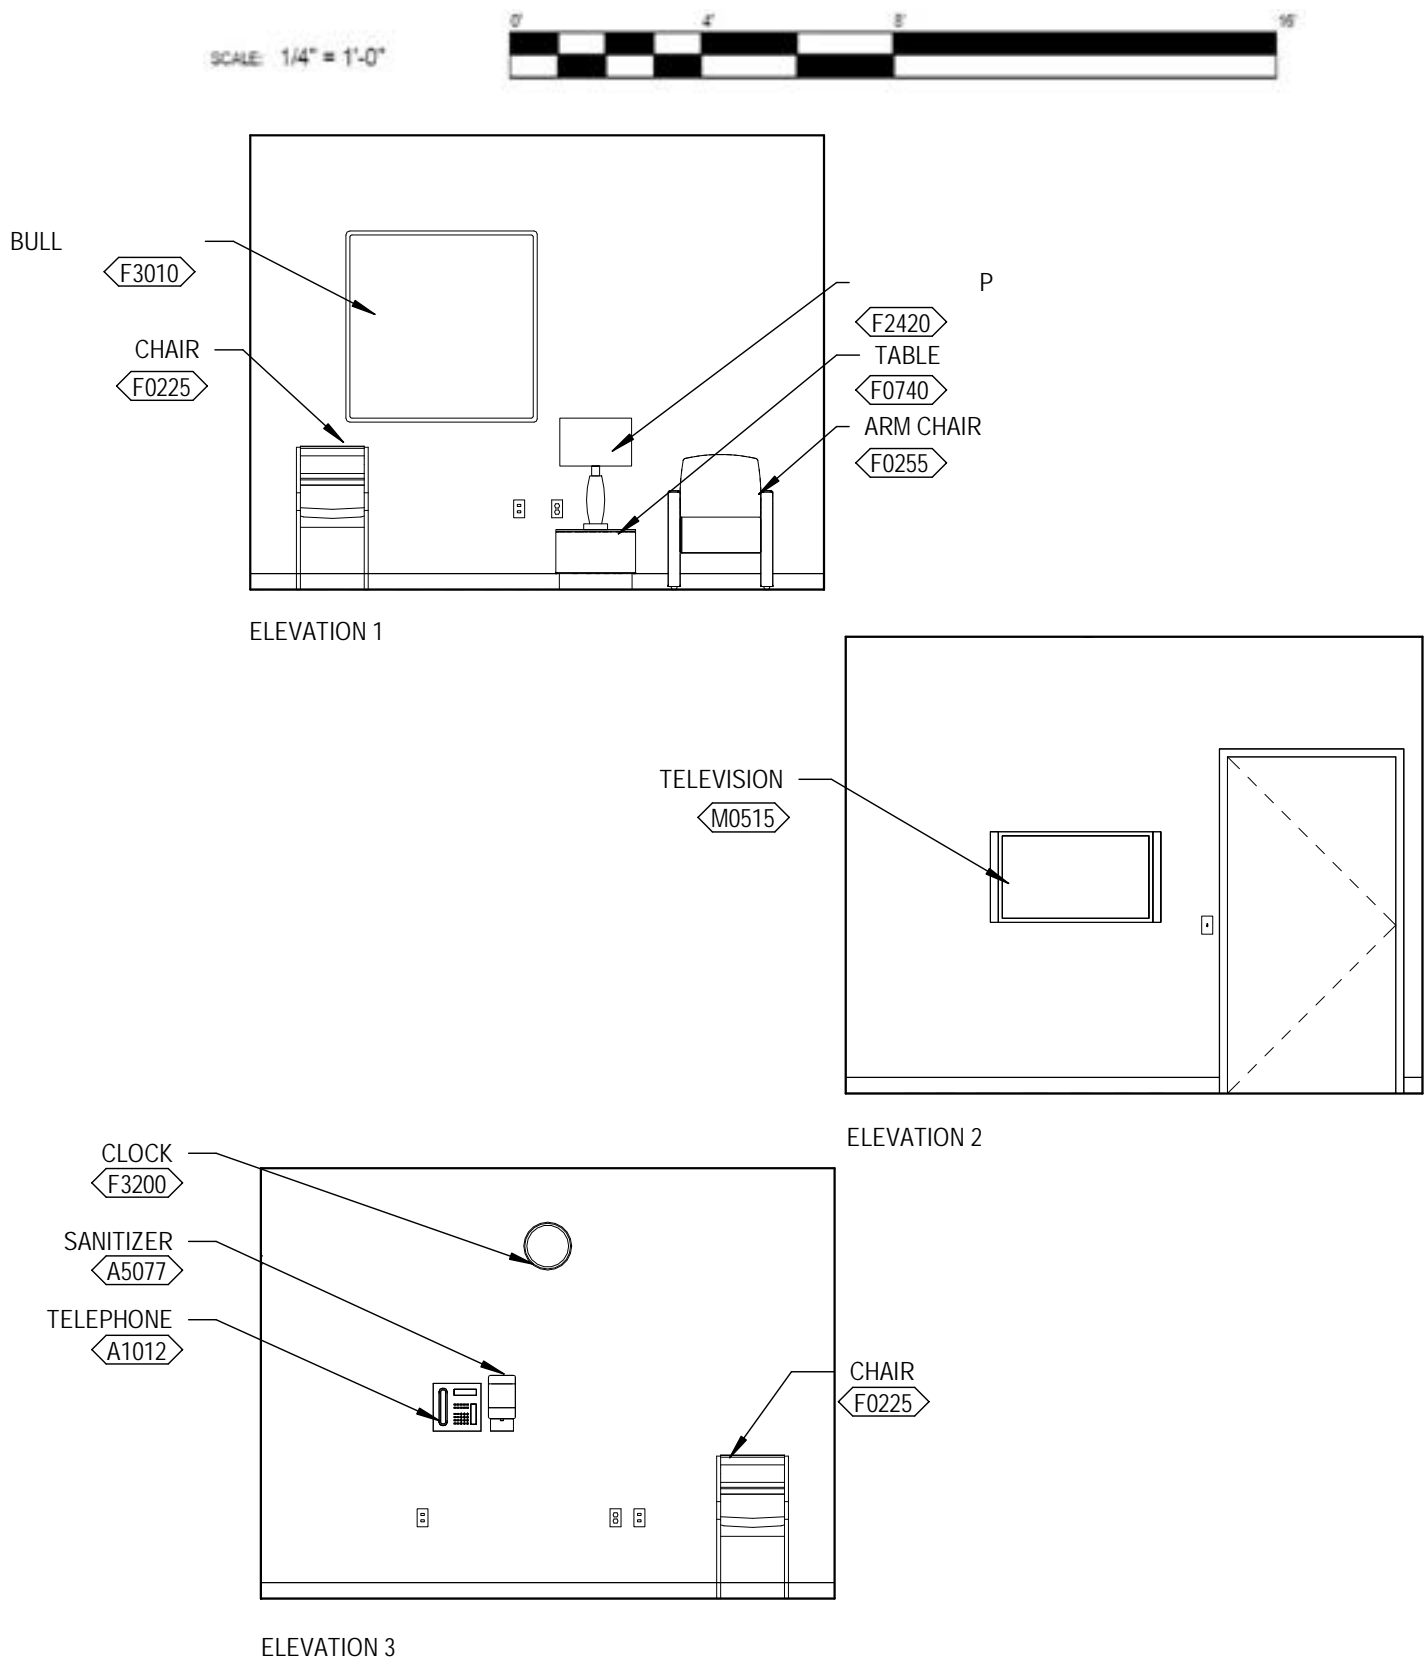 0' 4' 8' 16'
SCALE: 1/4" = 1'-0"
BULL
F3010
P
F2420
CHAIR
F0225
TABLE
F0740
ARM CHAIR
F0255
ELEVATION 1
TELEVISION
M0515
ELEVATION 2
CLOCK
F3200
SANITIZER
A5077
TELEPHONE
A1012
CHAIR
F0225
ELEVATION 3